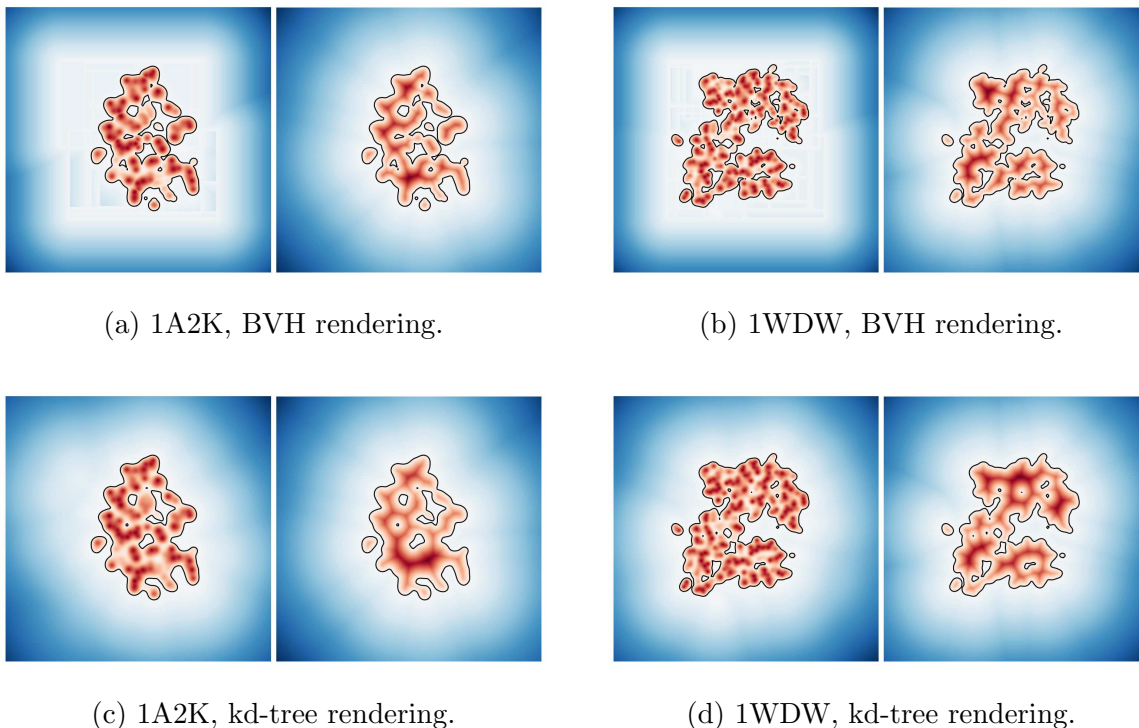 (a) 1A2K, BVH rendering.
(b) 1WDW, BVH rendering.
(c) 1A2K, kd-tree rendering.
(d) 1WDW, kd-tree rendering.